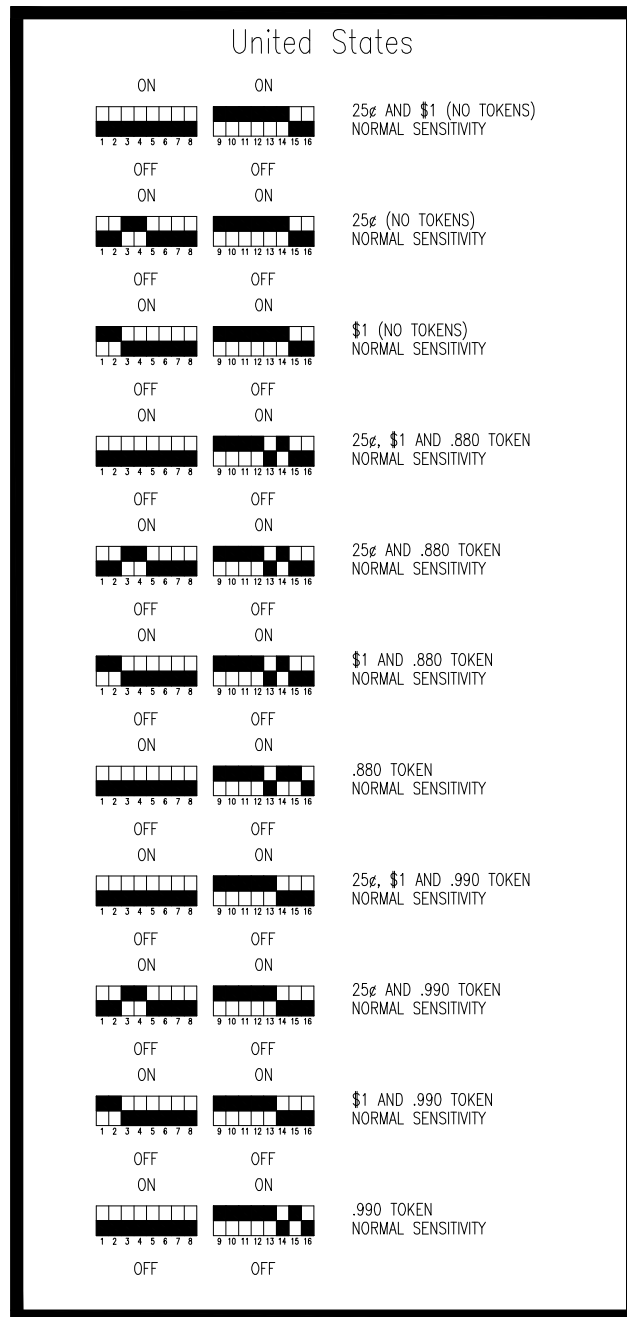 United States
ON ON
25¢ AND $1 (NO TOKENS)
NORMAL SENSITIVITY
1 2 3 4 5 6 7 8 9 10 11 12 13 14 15 16
OFF OFF
ON ON
25¢ (NO TOKENS)
NORMAL SENSITIVITY
1 2 3 4 5 6 7 8 9 10 11 12 13 14 15 16
OFF OFF
ON ON
$1 (NO TOKENS)
NORMAL SENSITIVITY
1 2 3 4 5 6 7 8 9 10 11 12 13 14 15 16
OFF OFF
ON ON
25¢, $1 AND .880 TOKEN
NORMAL SENSITIVITY
1 2 3 4 5 6 7 8 9 10 11 12 13 14 15 16
OFF OFF
ON ON
25¢ AND .880 TOKEN
NORMAL SENSITIVITY
1 2 3 4 5 6 7 8 9 10 11 12 13 14 15 16
OFF OFF
ON ON
$1 AND .880 TOKEN
NORMAL SENSITIVITY
1 2 3 4 5 6 7 8 9 10 11 12 13 14 15 16
OFF OFF
ON ON
.880 TOKEN
NORMAL SENSITIVITY
1 2 3 4 5 6 7 8 9 10 11 12 13 14 15 16
OFF OFF
ON ON
25¢, $1 AND .990 TOKEN
NORMAL SENSITIVITY
1 2 3 4 5 6 7 8 9 10 11 12 13 14 15 16
OFF OFF
ON ON
25¢ AND .990 TOKEN
NORMAL SENSITIVITY
1 2 3 4 5 6 7 8 9 10 11 12 13 14 15 16
OFF OFF
ON ON
$1 AND .990 TOKEN
NORMAL SENSITIVITY
1 2 3 4 5 6 7 8 9 10 11 12 13 14 15 16
OFF OFF
ON ON
.990 TOKEN
NORMAL SENSITIVITY
1 2 3 4 5 6 7 8 9 10 11 12 13 14 15 16
OFF OFF